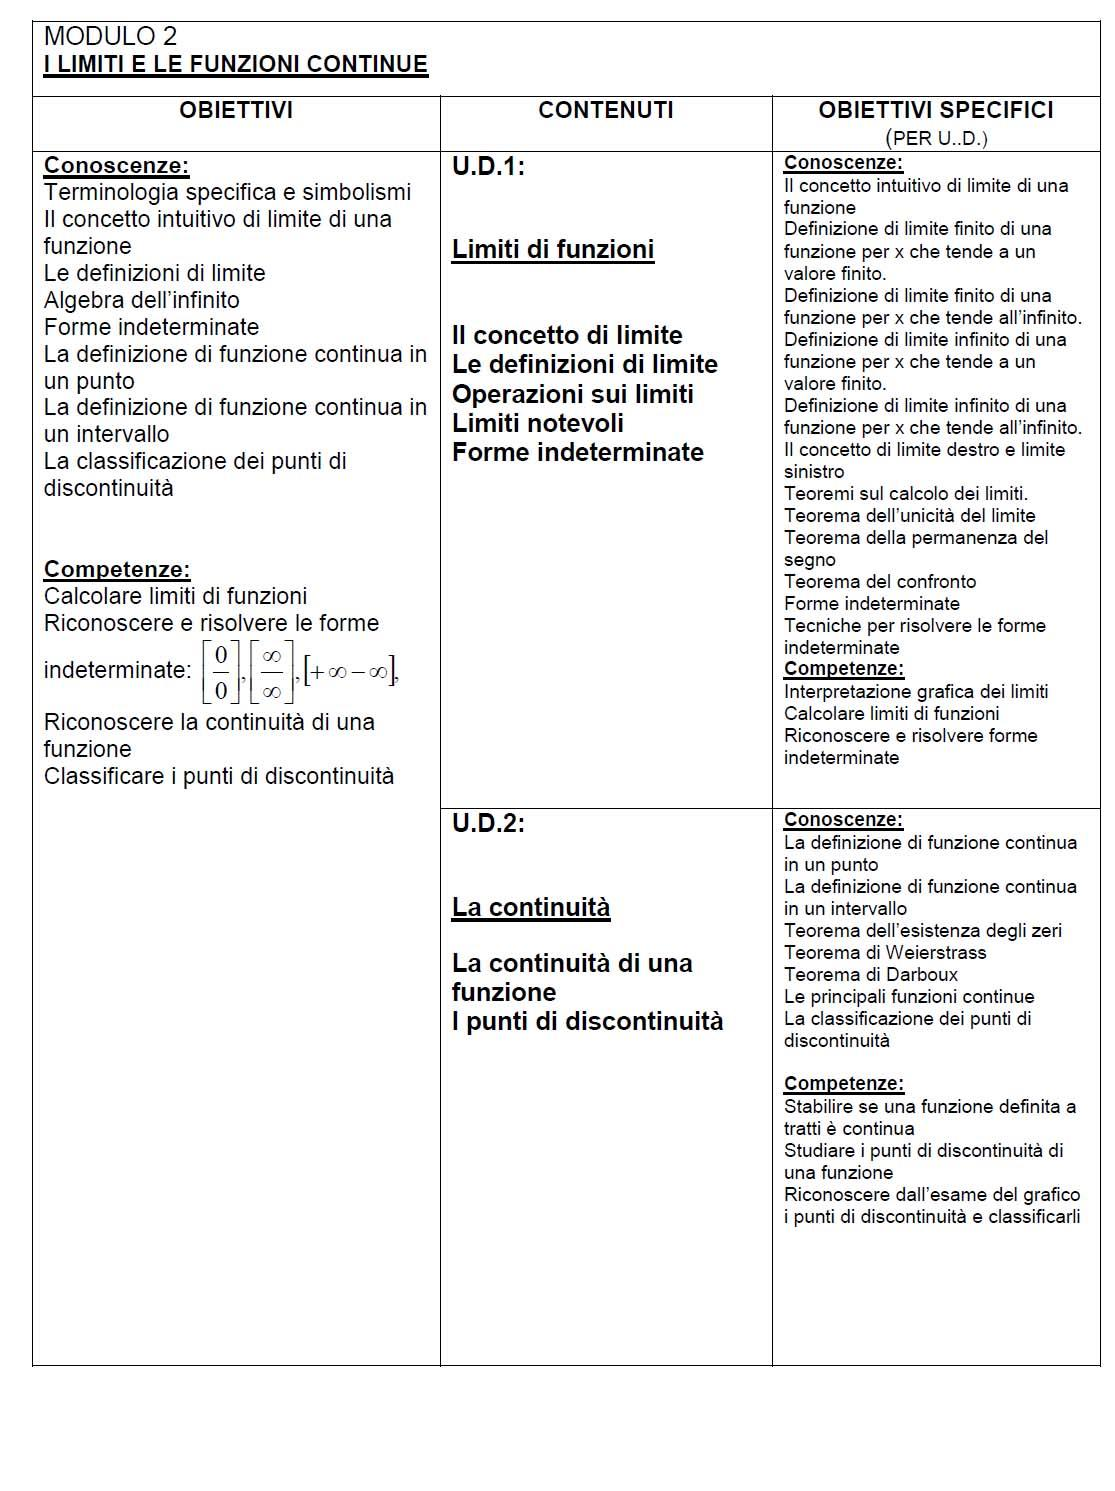 MODULO 2
I LIMITI E LE FUNZIONI CONTINUE
OBIETTIVI
CONTENUTI
OBIETTIVI SPECIFICI
(PER U..D.)
Conoscenze:
Terminologia specifica e simbolismi
Il concetto intuitivo di limite di una
funzione
Le definizioni di limite
Algebra dell'infinito
Forme indeterminate
La definizione di funzione continua in
un punto
La definizione di funzione continua in
un intervallo
La classificazione dei punti di
discontinuità
Competenze:
Calcolare limiti di funzioni
Riconoscere e risolvere le forme
indeterminate: [0/0], [∞/∞], [+∞−∞],
Riconoscere la continuità di una
funzione
Classificare i punti di discontinuità
U.D.1:
Limiti di funzioni
Il concetto di limite
Le definizioni di limite
Operazioni sui limiti
Limiti notevoli
Forme indeterminate
Conoscenze:
Il concetto intuitivo di limite di una
funzione
Definizione di limite finito di una
funzione per x che tende a un
valore finito.
Definizione di limite finito di una
funzione per x che tende all'infinito.
Definizione di limite infinito di una
funzione per x che tende a un
valore finito.
Definizione di limite infinito di una
funzione per x che tende all'infinito.
Il concetto di limite destro e limite
sinistro
Teoremi sul calcolo dei limiti.
Teorema dell'unicità del limite
Teorema della permanenza del
segno
Teorema del confronto
Forme indeterminate
Tecniche per risolvere le forme
indeterminate
Competenze:
Interpretazione grafica dei limiti
Calcolare limiti di funzioni
Riconoscere e risolvere forme
indeterminate
U.D.2:
La continuità
La continuità di una
funzione
I punti di discontinuità
Conoscenze:
La definizione di funzione continua
in un punto
La definizione di funzione continua
in un intervallo
Teorema dell'esistenza degli zeri
Teorema di Weierstrass
Teorema di Darboux
Le principali funzioni continue
La classificazione dei punti di
discontinuità
Competenze:
Stabilire se una funzione definita a
tratti è continua
Studiare i punti di discontinuità di
una funzione
Riconoscere dall'esame del grafico
i punti di discontinuità e classificarli